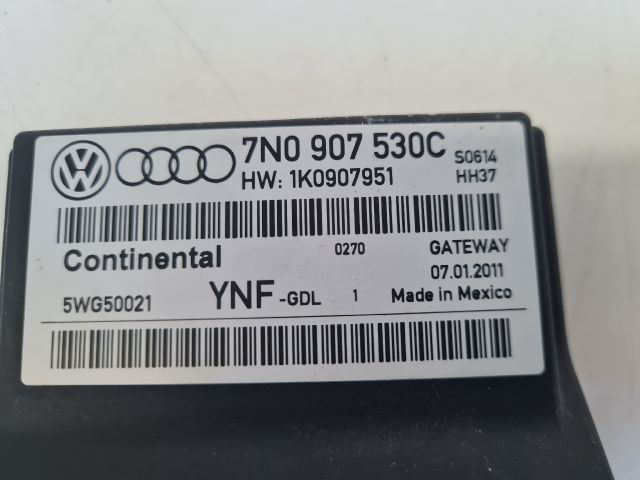 7N0 907 530C S0614
HW: 1K0907951 HH37
Continental 0270 GATEWAY
07.01.2011
5WG50021 YNF -GDL 1 Made in Mexico